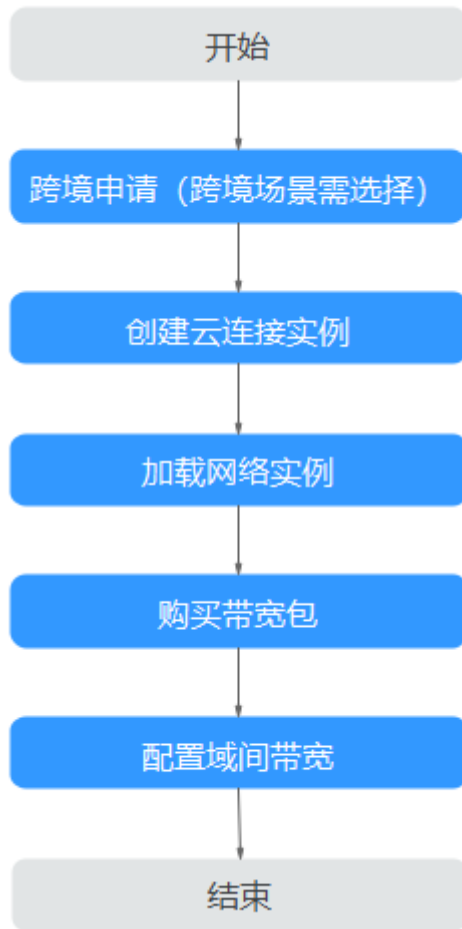 开始
跨境申请（跨境场景需选择）
创建云连接实例
加载网络实例
购买带宽包
配置域间带宽
结束